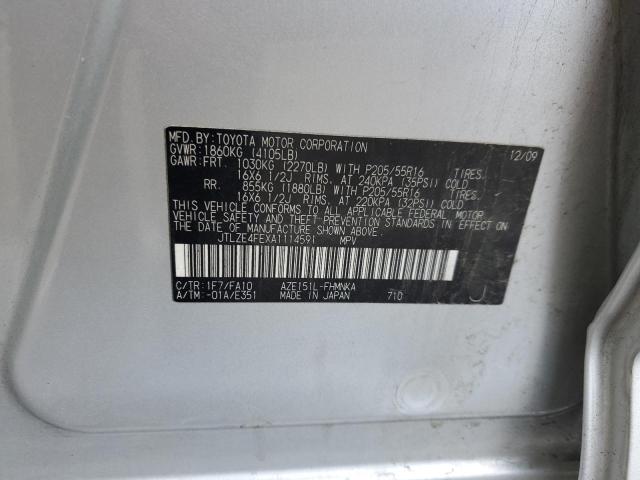 MFD. BY: TOYOTA MOTOR CORPORATION 12/09
GVWR: 1860KG (4105LB)
GAWR: FRT. 1030KG (2270LB) WITH P205/55R16 TIRES.
16X6 1/2J RIMS, AT 240KPA (35PSI) COLD
RR. 855KG (1880LB) WITH P205/55R16 TIRES.
16X6 1/2J RIMS, AT 220KPA (32PSI) COLD
THIS VEHICLE CONFORMS TO ALL APPLICABLE FEDERAL MOTOR
VEHICLE SAFETY AND THEFT PREVENTION STANDARDS IN EFFECT ON
THE DATE OF MANUFACTURE SHOWN ABOVE.
JTLZE4FEXA1114591 MPV
C/TR: 1F7/FA10 AZE151L-FHMNKA
A/TM: -01A/E351 MADE IN JAPAN 710 J